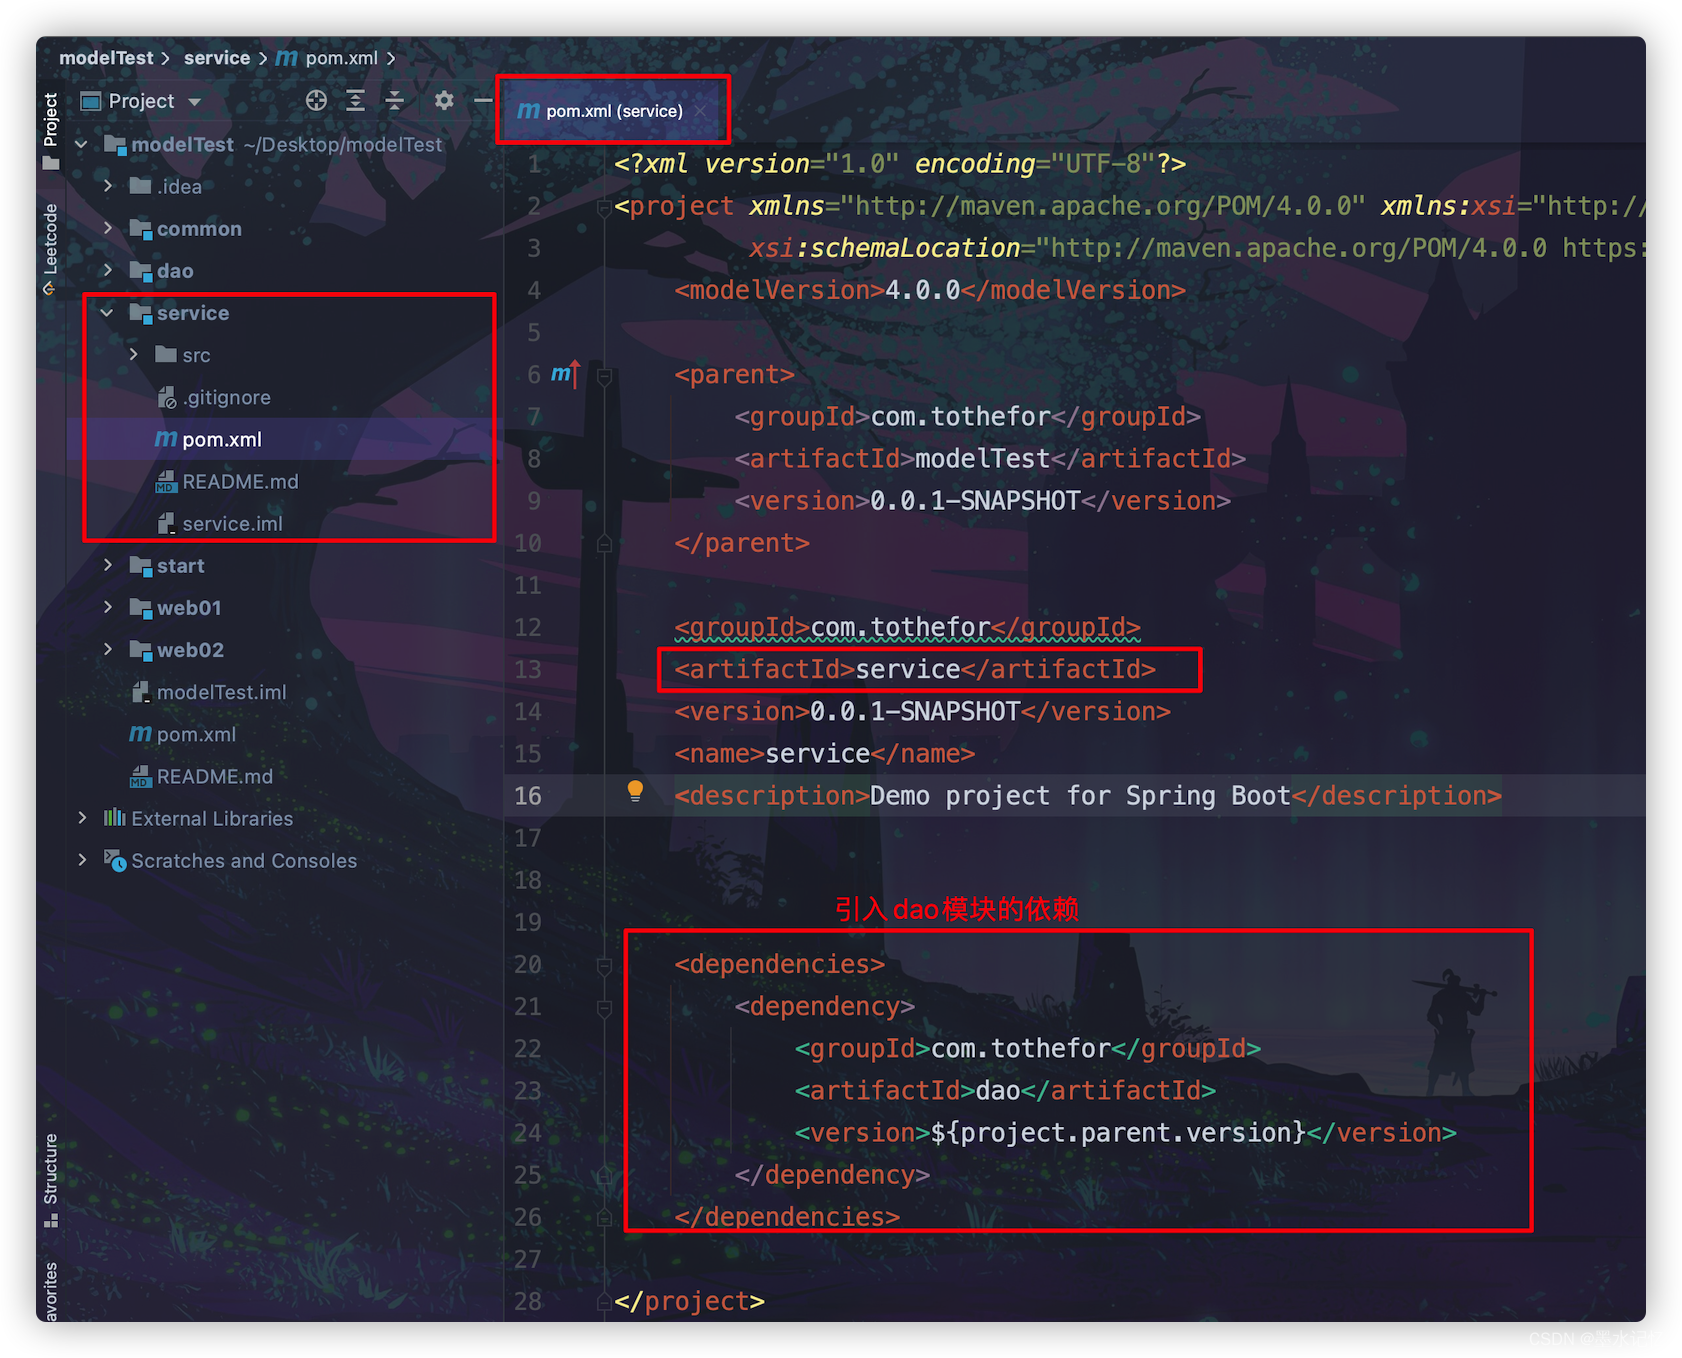 modelTest > service > m pom.xml >
Project
Leetcode
Structure
avorites
Project
modelTest ~/Desktop/modelTest
.idea
common
dao
service
src
.gitignore
m pom.xml
README.md
service.iml
start
web01
web02
modelTest.iml
m pom.xml
README.md
External Libraries
Scratches and Consoles
m pom.xml (service)
1 <?xml version="1.0" encoding="UTF-8"?>
2 <project xmlns="http://maven.apache.org/POM/4.0.0" xmlns:xsi="http://
3 xsi:schemaLocation="http://maven.apache.org/POM/4.0.0 https:
4 <modelVersion>4.0.0</modelVersion>
5
6 m <parent>
7 <groupId>com.tothefor</groupId>
8 <artifactId>modelTest</artifactId>
9 <version>0.0.1-SNAPSHOT</version>
10 </parent>
11
12 <groupId>com.tothefor</groupId>
13 <artifactId>service</artifactId>
14 <version>0.0.1-SNAPSHOT</version>
15 <name>service</name>
16 <description>Demo project for Spring Boot</description>
17
18
19 引入dao模块的依赖
20 <dependencies>
21 <dependency>
22 <groupId>com.tothefor</groupId>
23 <artifactId>dao</artifactId>
24 <version>${project.parent.version}</version>
25 </dependency>
26 </dependencies>
27
28 </project>
CSDN